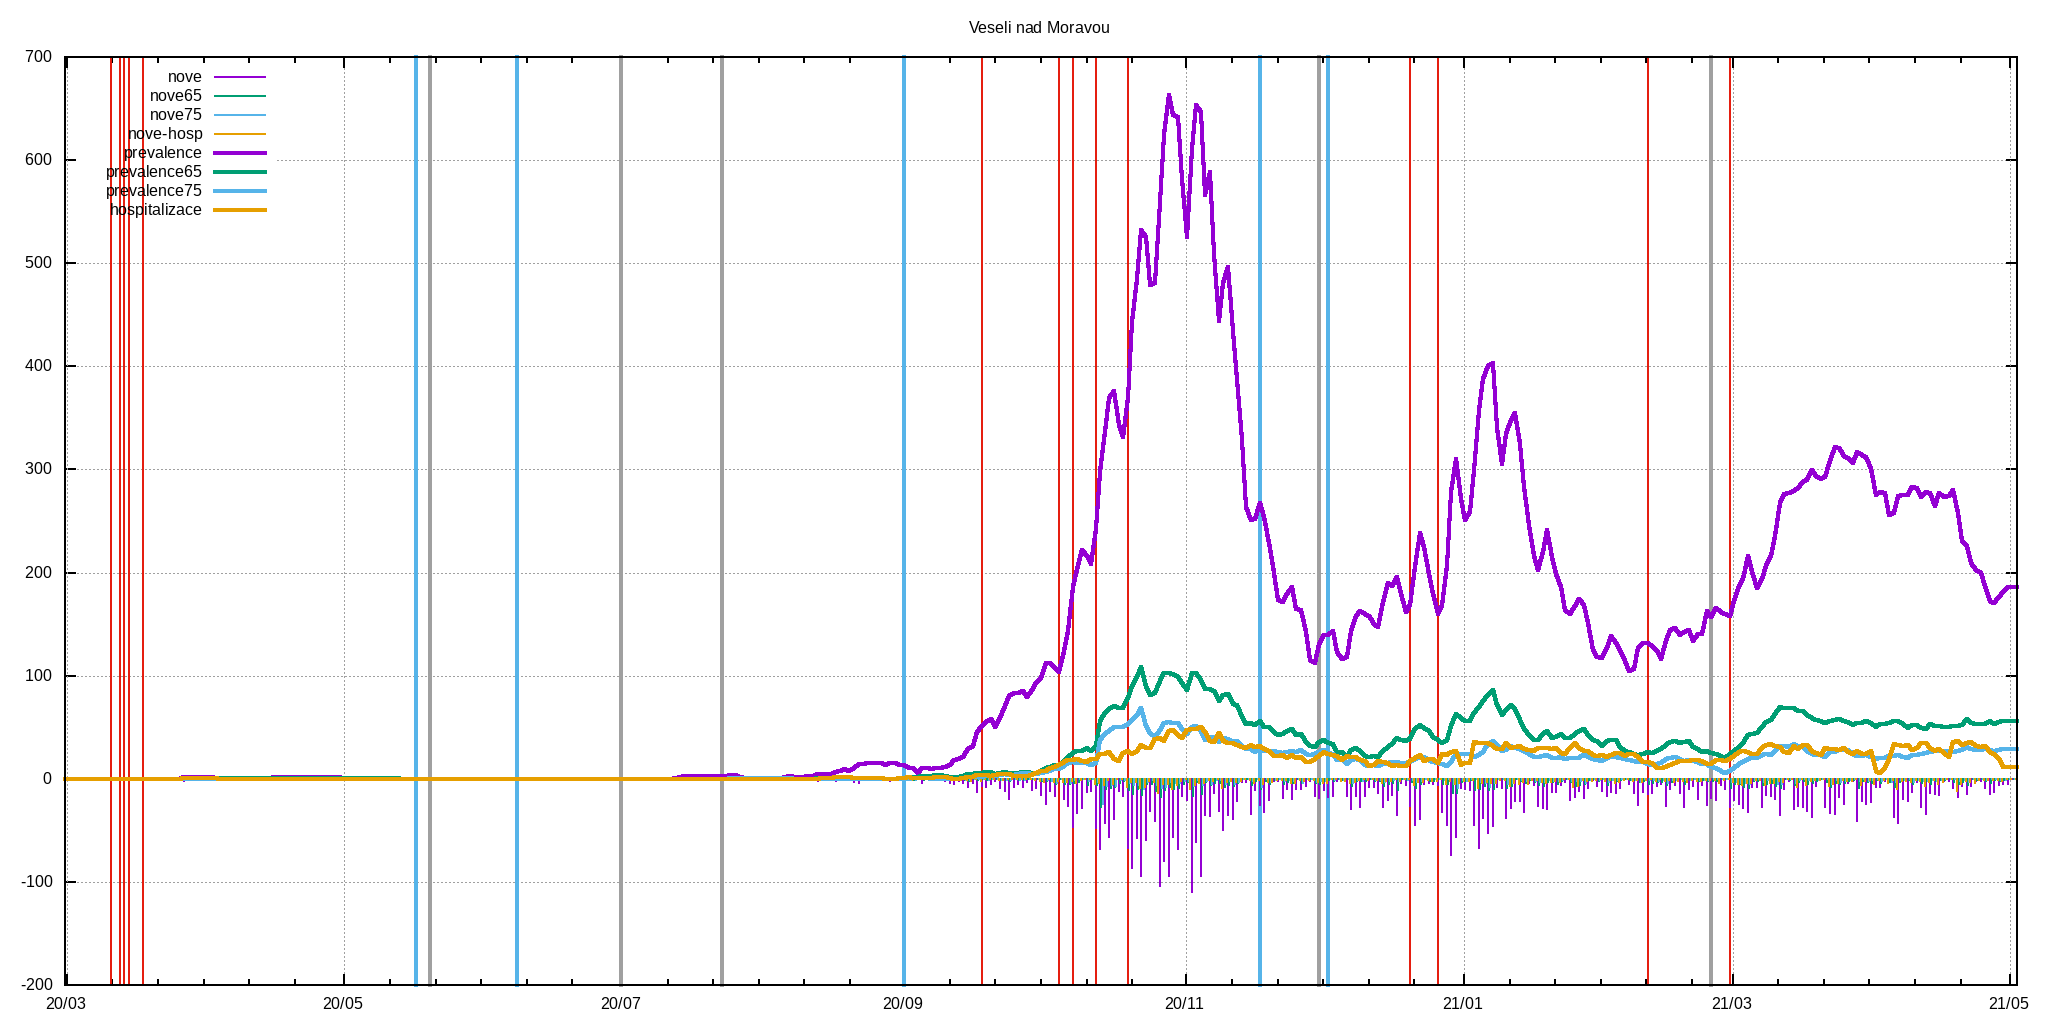 Veseli nad Moravou
700
600
500
400
300
200
100
0
-100
-200
nove
nove65
nove75
nove-hosp
prevalence
prevalence65
prevalence75
hospitalizace
20/03 20/05 20/07 20/09 20/11 21/01 21/03 21/05